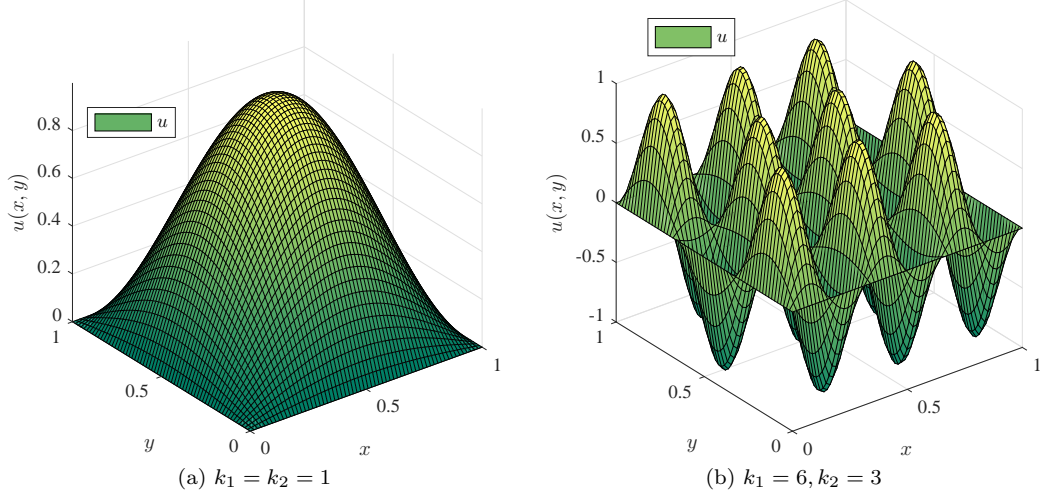 u
u(x, y)
0.8
0.6
0.4
0.2
0
1
0.5
0
y
0
0.5
1
x
(a) k₁ = k₂ = 1
u
u(x, y)
1
0.5
0
-0.5
-1
1
0.5
0
y
0
0.5
1
x
(b) k₁ = 6, k₂ = 3